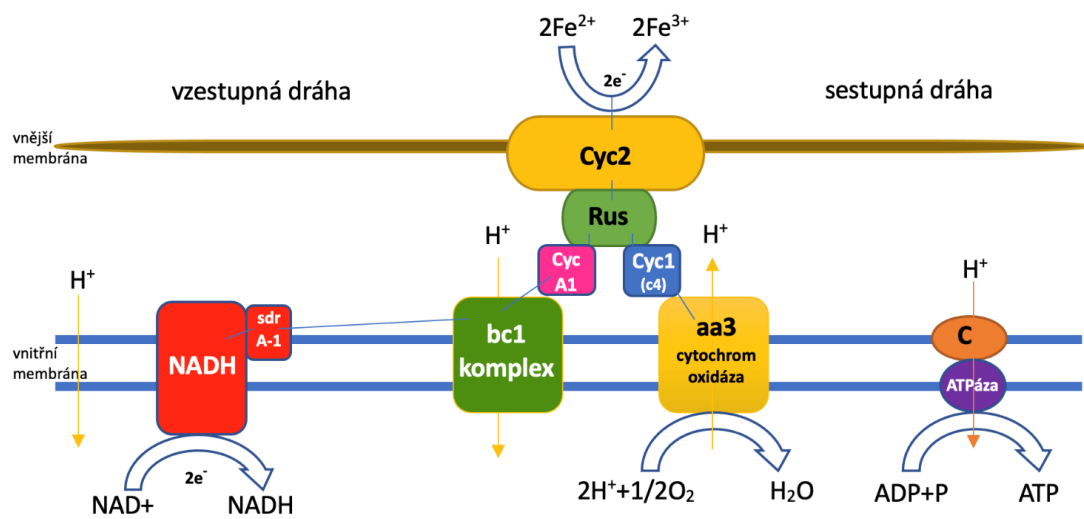 2Fe²⁺
2Fe³⁺
2e⁻
vzestupná dráha
sestupná dráha
vnější
membrána
Cyc2
Rus
H⁺
H⁺
Cyc
A1
Cyc1
(c4)
H⁺
H⁺
sdr
A-1
NADH
bc1
komplex
aa3
cytochrom
oxidáza
C
ATPáza
vnitřní
membrána
2e⁻
NAD+
NADH
2H⁺+1/2O₂
H₂O
ADP+P
ATP